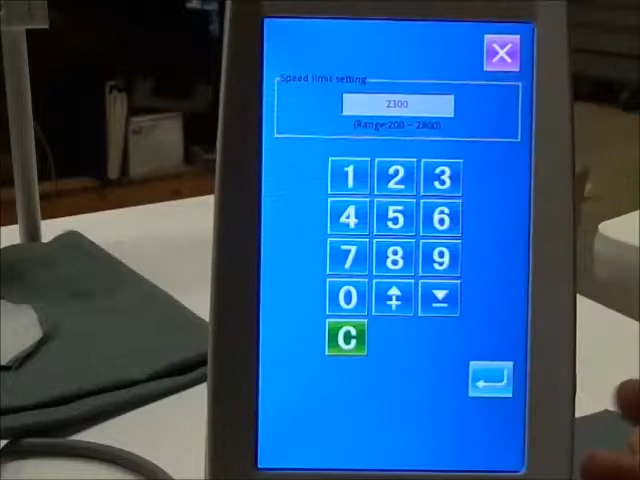 Speed limit setting
2300
(Range:200 ~ 2800)
1 2 3
4 5 6
7 8 9
0 + −
C